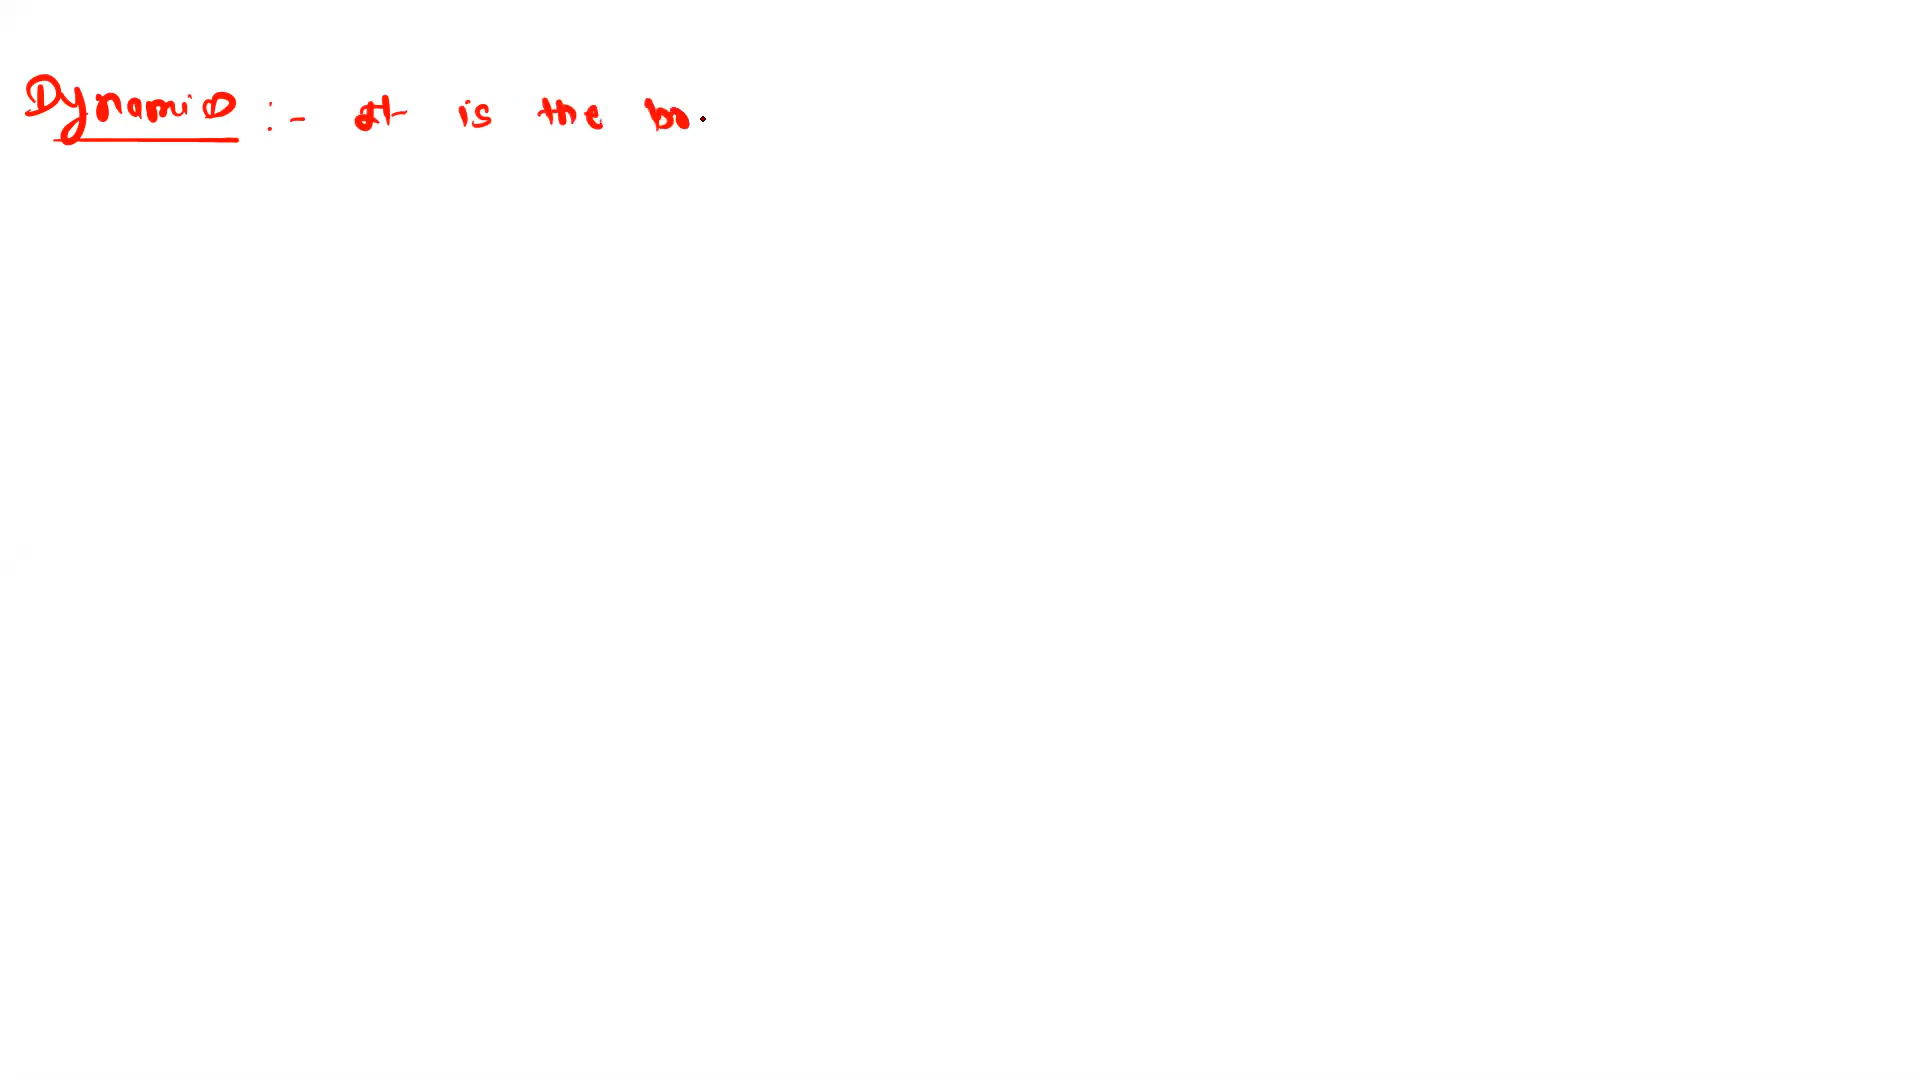 Dynamics :- It is the bo